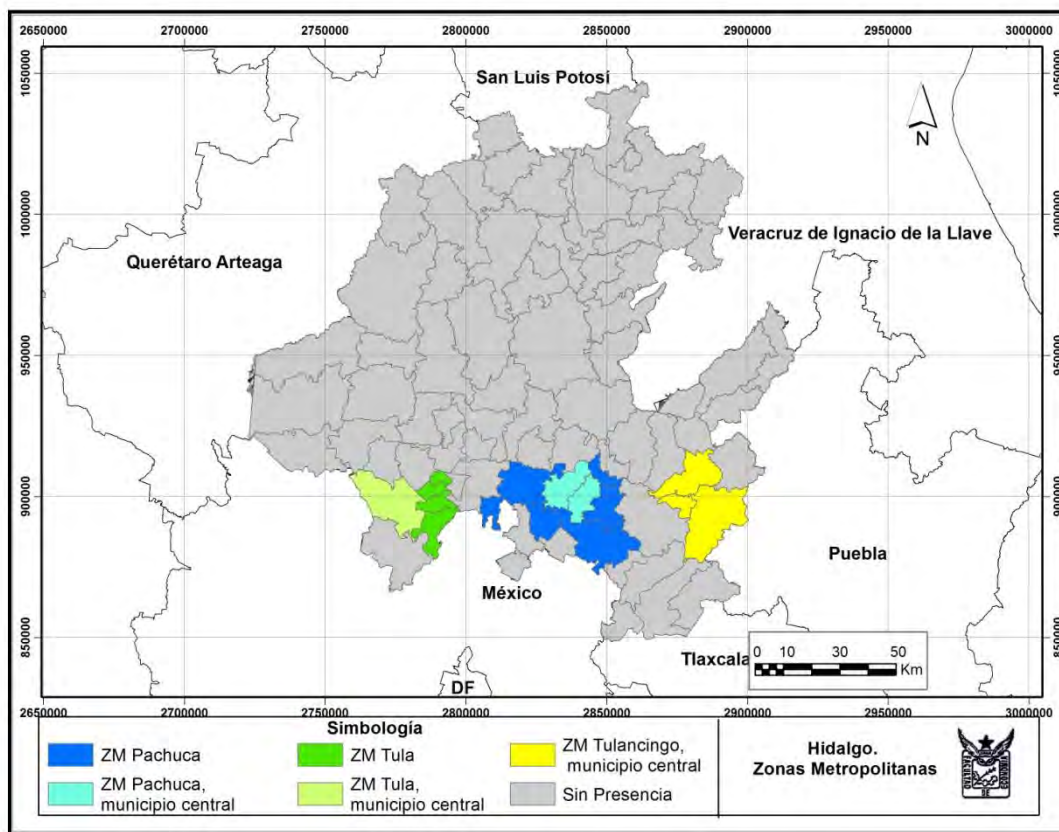 2650000 2700000 2750000 2800000 2850000 2900000 2950000 3000000
1050000 1050000
San Luis Potosí
N
1000000 1000000
Veracruz de Ignacio de la Llave
Querétaro Arteaga
950000 950000
900000 900000
Puebla
México
850000 850000
Tlaxcala
0 10 20 30 40 50
Km
DF
2650000 2700000 2750000 2800000 2850000 2900000 2950000 3000000
Simbología
ZM Pachuca
ZM Pachuca,
municipio central
ZM Tula
ZM Tula,
municipio central
ZM Tulancingo,
municipio central
Sin Presencia
Hidalgo.
Zonas Metropolitanas